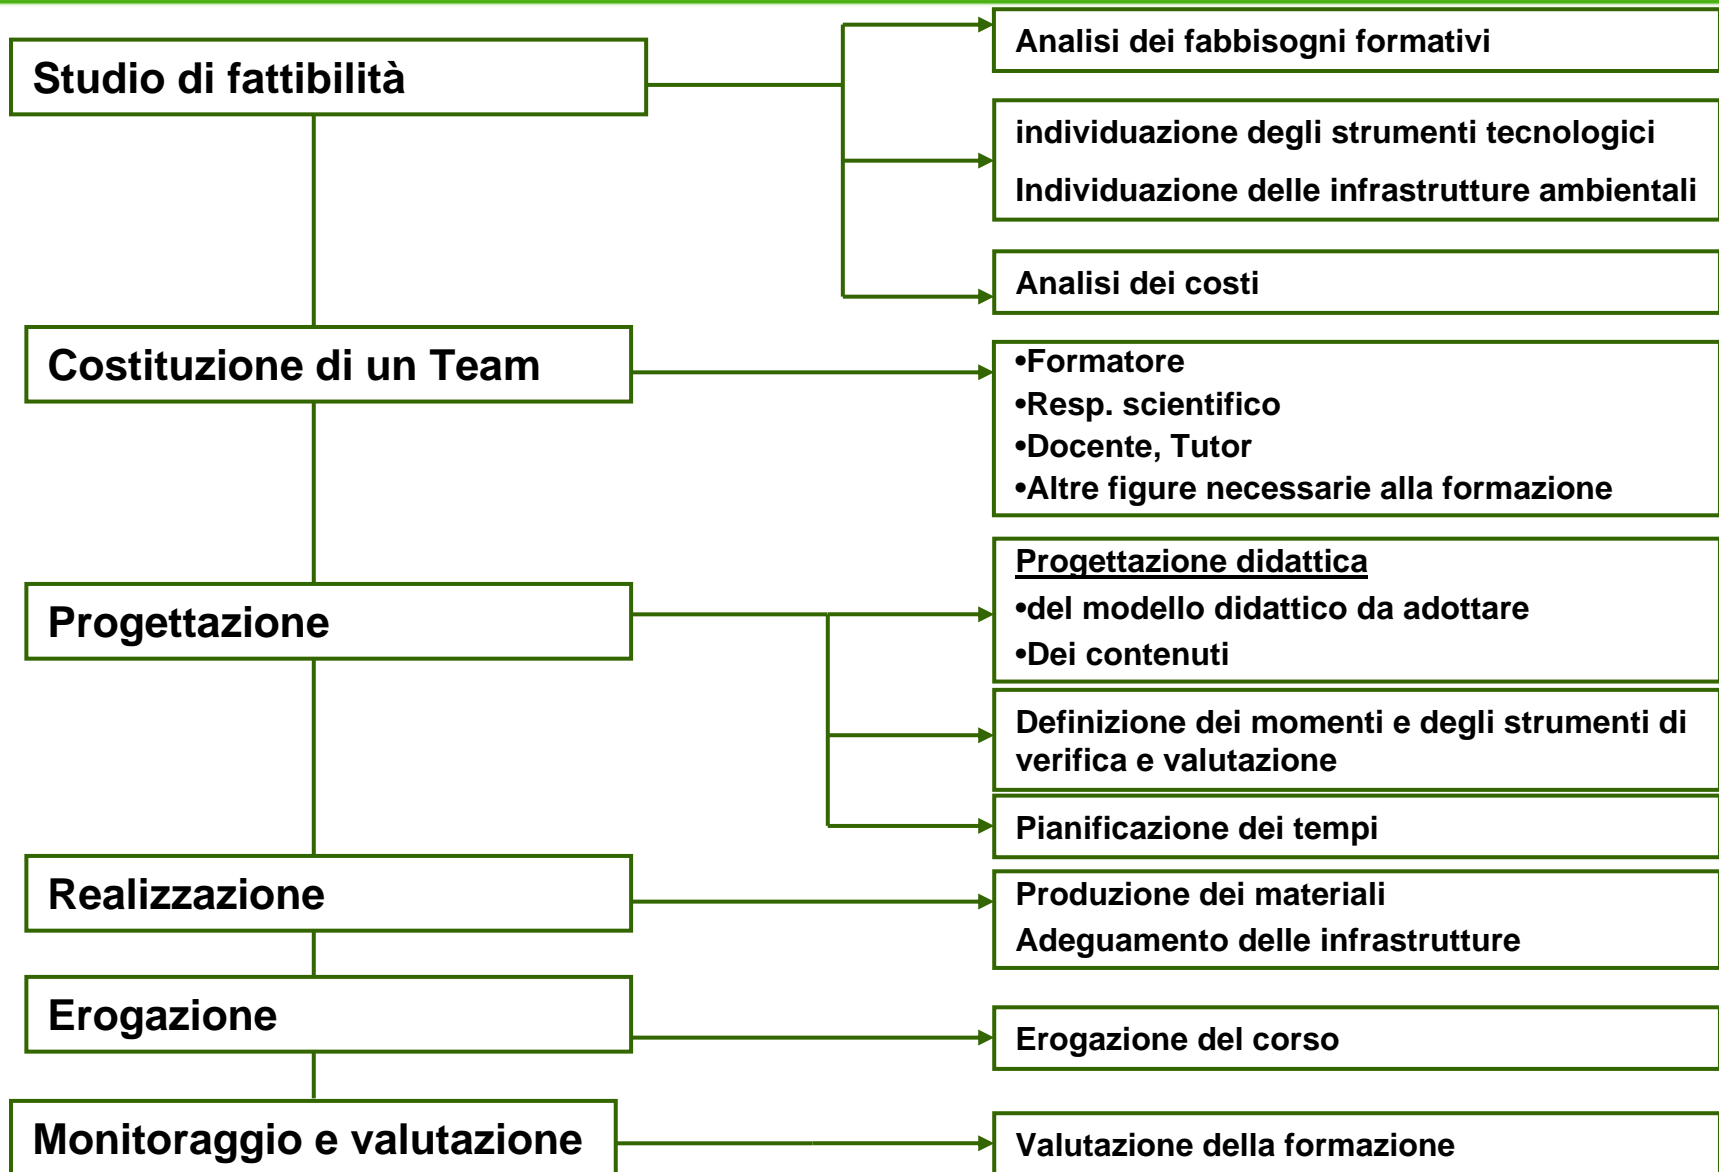 Studio di fattibilità
Analisi dei fabbisogni formativi
individuazione degli strumenti tecnologici
Individuazione delle infrastrutture ambientali
Analisi dei costi
Costituzione di un Team
•Formatore
•Resp. scientifico
•Docente, Tutor
•Altre figure necessarie alla formazione
Progettazione
Progettazione didattica
•del modello didattico da adottare
•Dei contenuti
Definizione dei momenti e degli strumenti di
verifica e valutazione
Pianificazione dei tempi
Realizzazione
Produzione dei materiali
Adeguamento delle infrastrutture
Erogazione
Erogazione del corso
Monitoraggio e valutazione
Valutazione della formazione